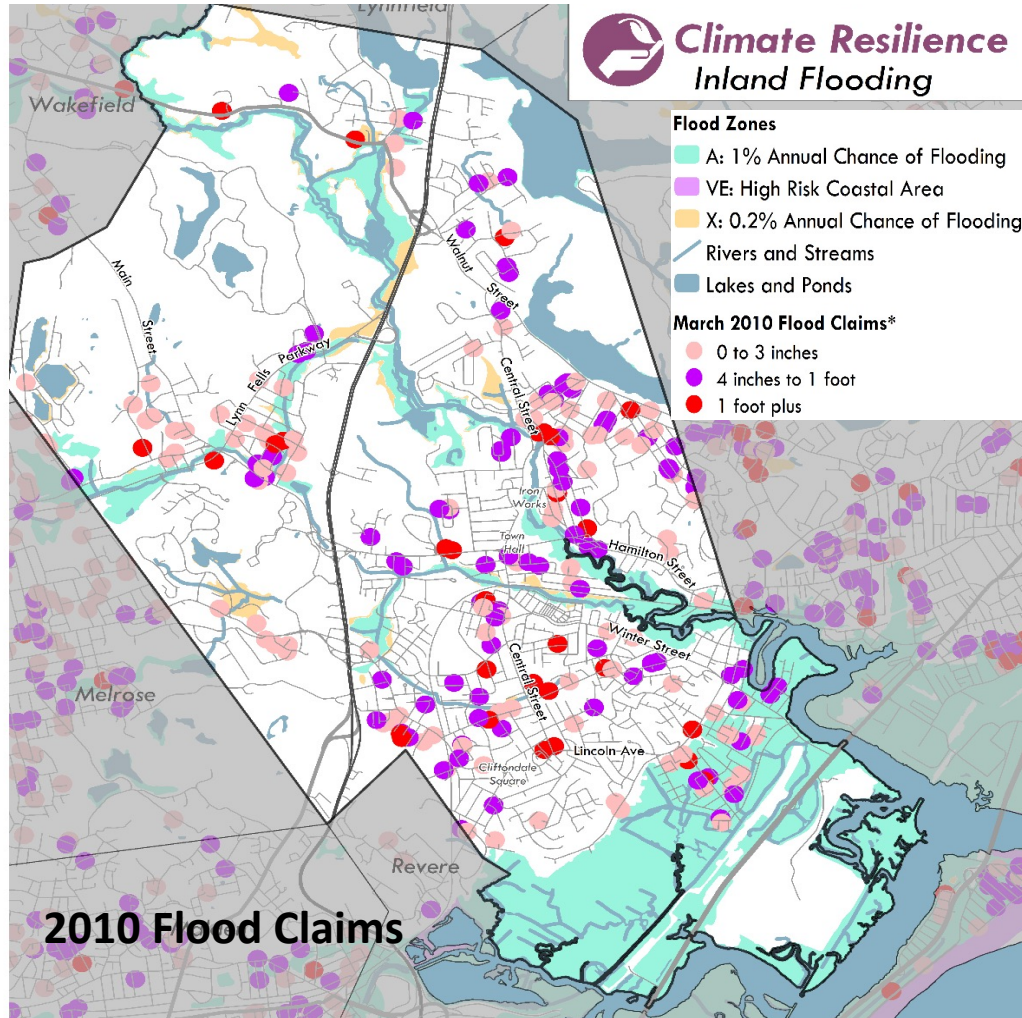 Lynnfield
Climate Resilience
Inland Flooding
Wakefield
Flood Zones
A: 1% Annual Chance of Flooding
VE: High Risk Coastal Area
X: 0.2% Annual Chance of Flooding
Rivers and Streams
Lakes and Ponds
March 2010 Flood Claims*
0 to 3 inches
4 inches to 1 foot
1 foot plus
Walnut
Street
Main
Street
Lynn Fells Parkway
Central Street
Iron
Works
Town
Hall
Hamilton Street
Winter Street
Central Street
Melrose
Lincoln Ave
Cliftondale
Square
Revere
2010 Flood Claims